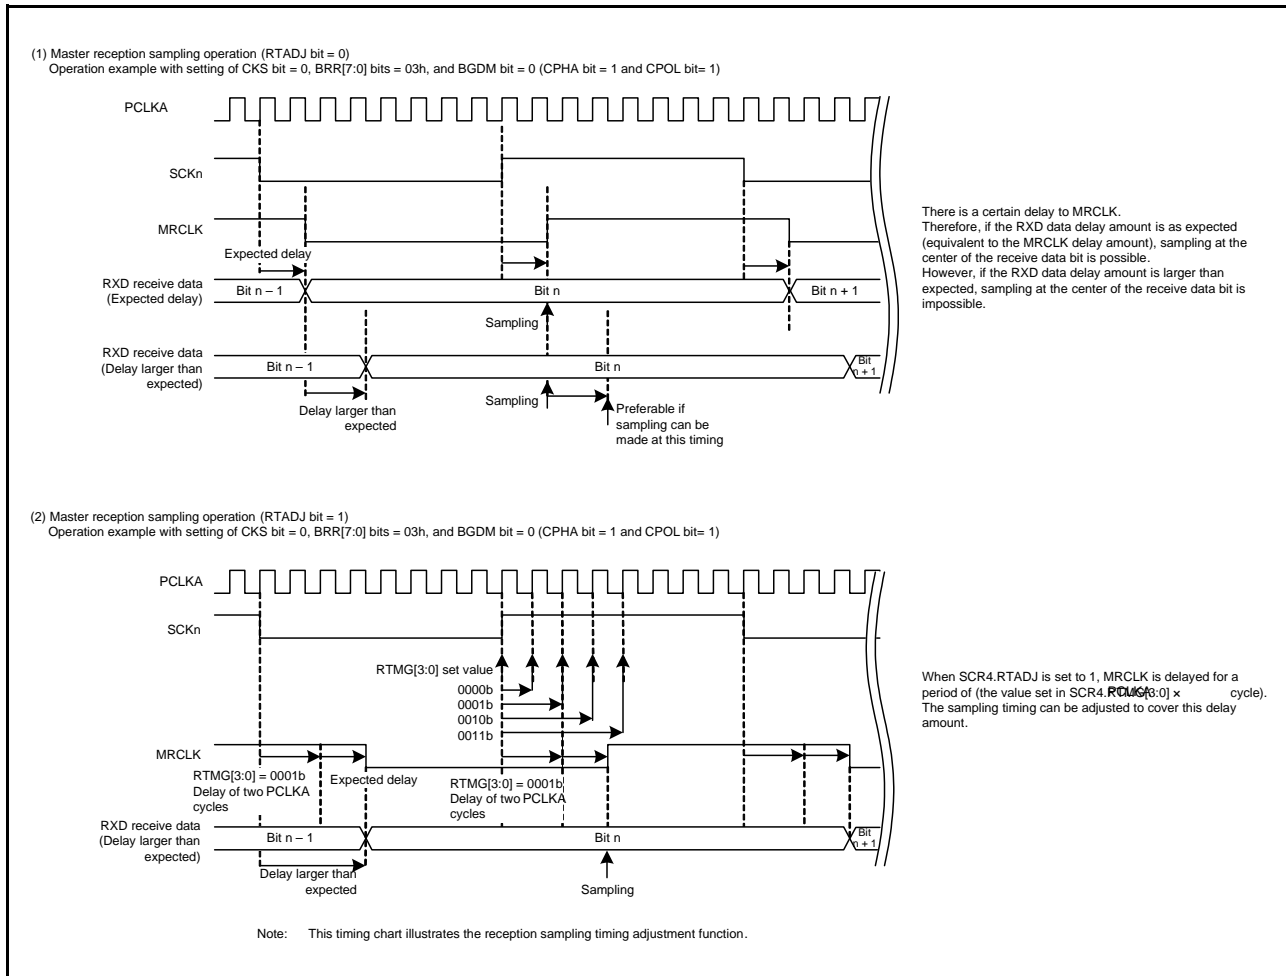 (1) Master reception sampling operation (RTADJ bit = 0)
Operation example with setting of CKS bit = 0, BRR[7:0] bits = 03h, and BGDM bit = 0 (CPHA bit = 1 and CPOL bit= 1)
PCLKA
SCKn
MRCLK
Expected delay
RXD receive data
(Expected delay)
Bit n – 1
Bit n
Bit n + 1
Sampling
RXD receive data
(Delay larger than
expected)
Bit n – 1
Bit n
Bit
n + 1
Delay larger than
expected
Sampling
Preferable if
sampling can be
made at this timing
There is a certain delay to MRCLK.
Therefore, if the RXD data delay amount is as expected
(equivalent to the MRCLK delay amount), sampling at the
center of the receive data bit is possible.
However, if the RXD data delay amount is larger than
expected, sampling at the center of the receive data bit is
impossible.
(2) Master reception sampling operation (RTADJ bit = 1)
Operation example with setting of CKS bit = 0, BRR[7:0] bits = 03h, and BGDM bit = 0 (CPHA bit = 1 and CPOL bit= 1)
PCLKA
SCKn
RTMG[3:0] set value
0000b
0001b
0010b
0011b
MRCLK
RTMG[3:0] = 0001b
Delay of two PCLKA
cycles
Expected delay
RTMG[3:0] = 0001b
Delay of two PCLKA
cycles
RXD receive data
(Delay larger than
expected)
Bit n – 1
Bit n
Bit
n + 1
Delay larger than
expected
Sampling
When SCR4.RTADJ is set to 1, MRCLK is delayed for a
period of (the value set in SCR4.RTMG[3:0] × PCLKA cycle).
The sampling timing can be adjusted to cover this delay
amount.
Note: This timing chart illustrates the reception sampling timing adjustment function.